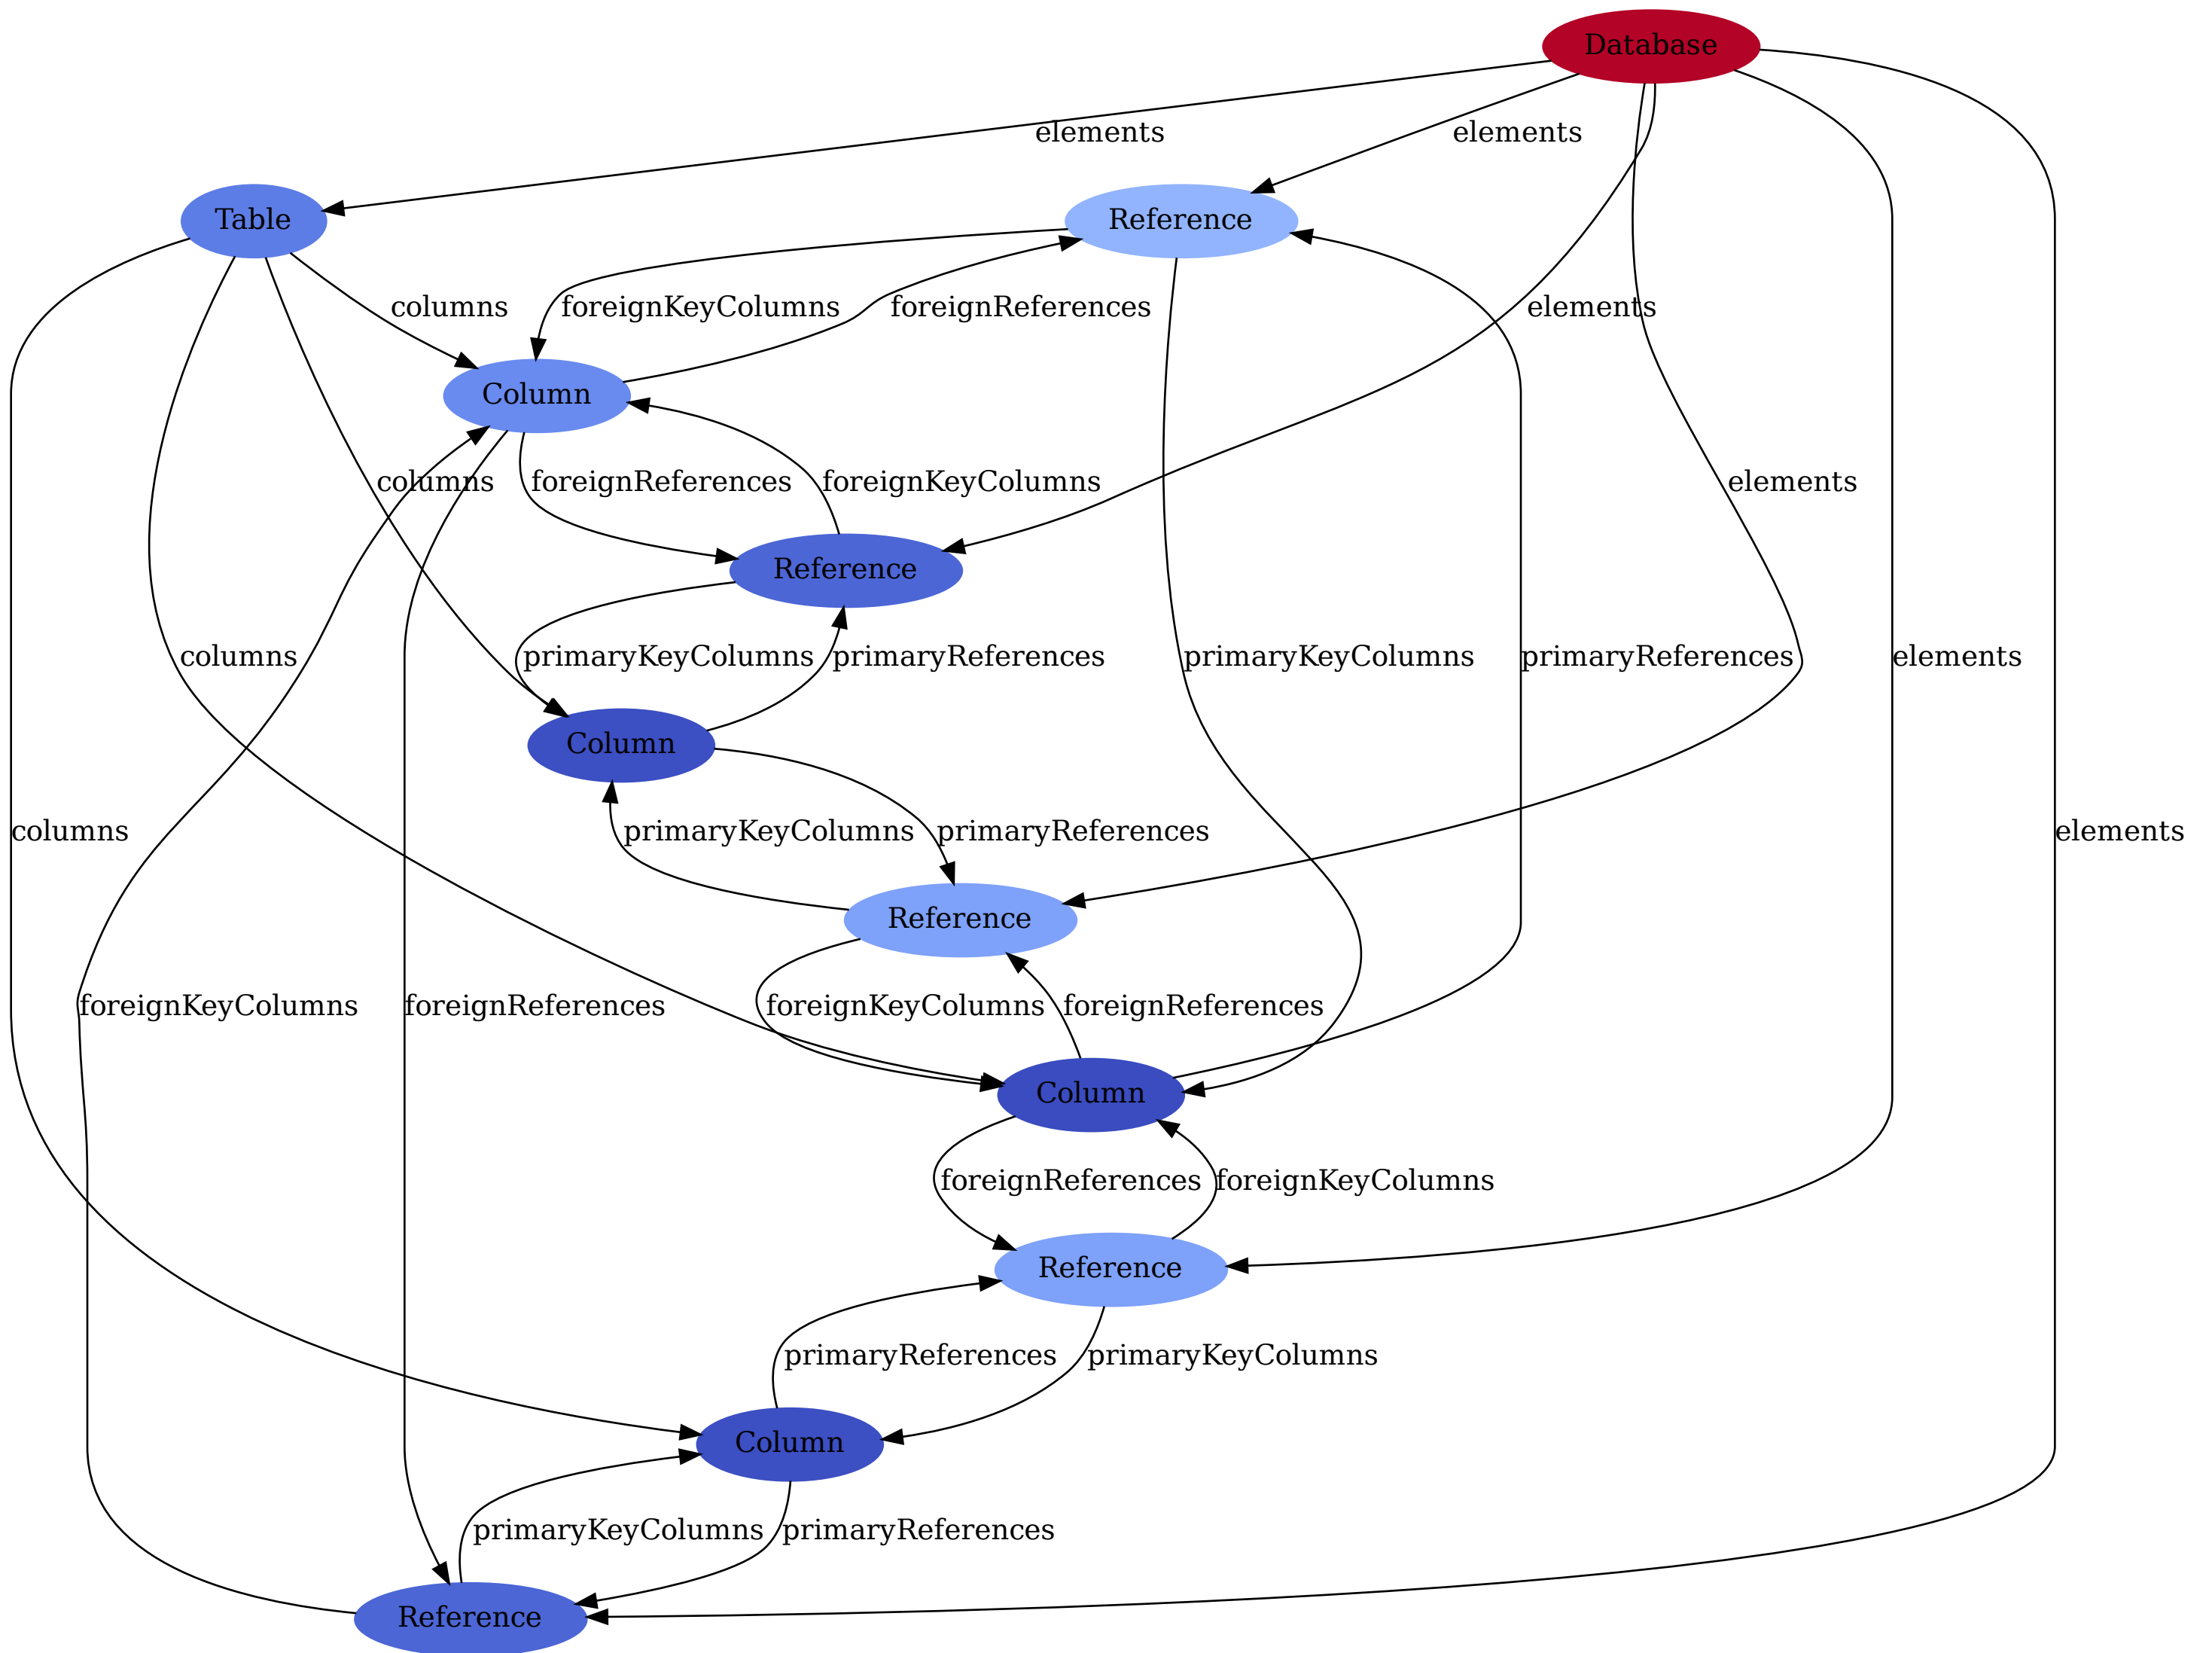 Database
elements
elements
Table
Reference
columns
foreignKeyColumns
foreignReferences
elements
Column
columns
foreignReferences
foreignKeyColumns
elements
Reference
columns
primaryKeyColumns
primaryReferences
primaryKeyColumns
primaryReferences
elements
Column
columns
primaryKeyColumns
primaryReferences
elements
Reference
foreignKeyColumns
foreignReferences
foreignKeyColumns
foreignReferences
Column
foreignReferences
foreignKeyColumns
Reference
primaryReferences
primaryKeyColumns
Column
primaryKeyColumns
primaryReferences
Reference